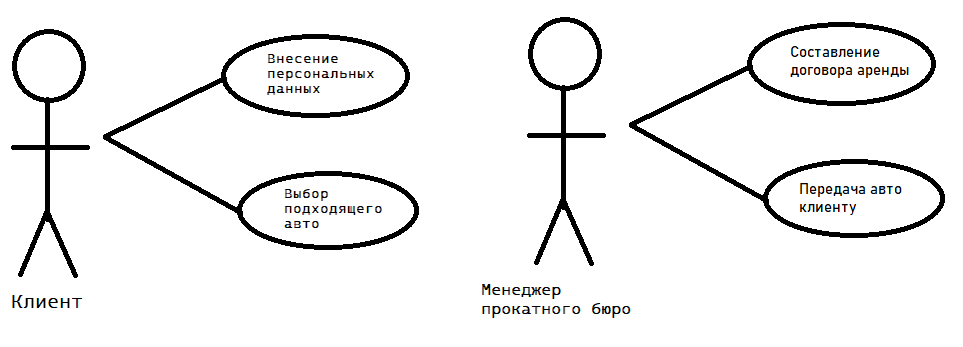 Внесение
персональных
данных
Выбор
подходящего
авто
Клиент
Составление
договора аренды
Передача авто
клиенту
Менеджер
прокатного бюро